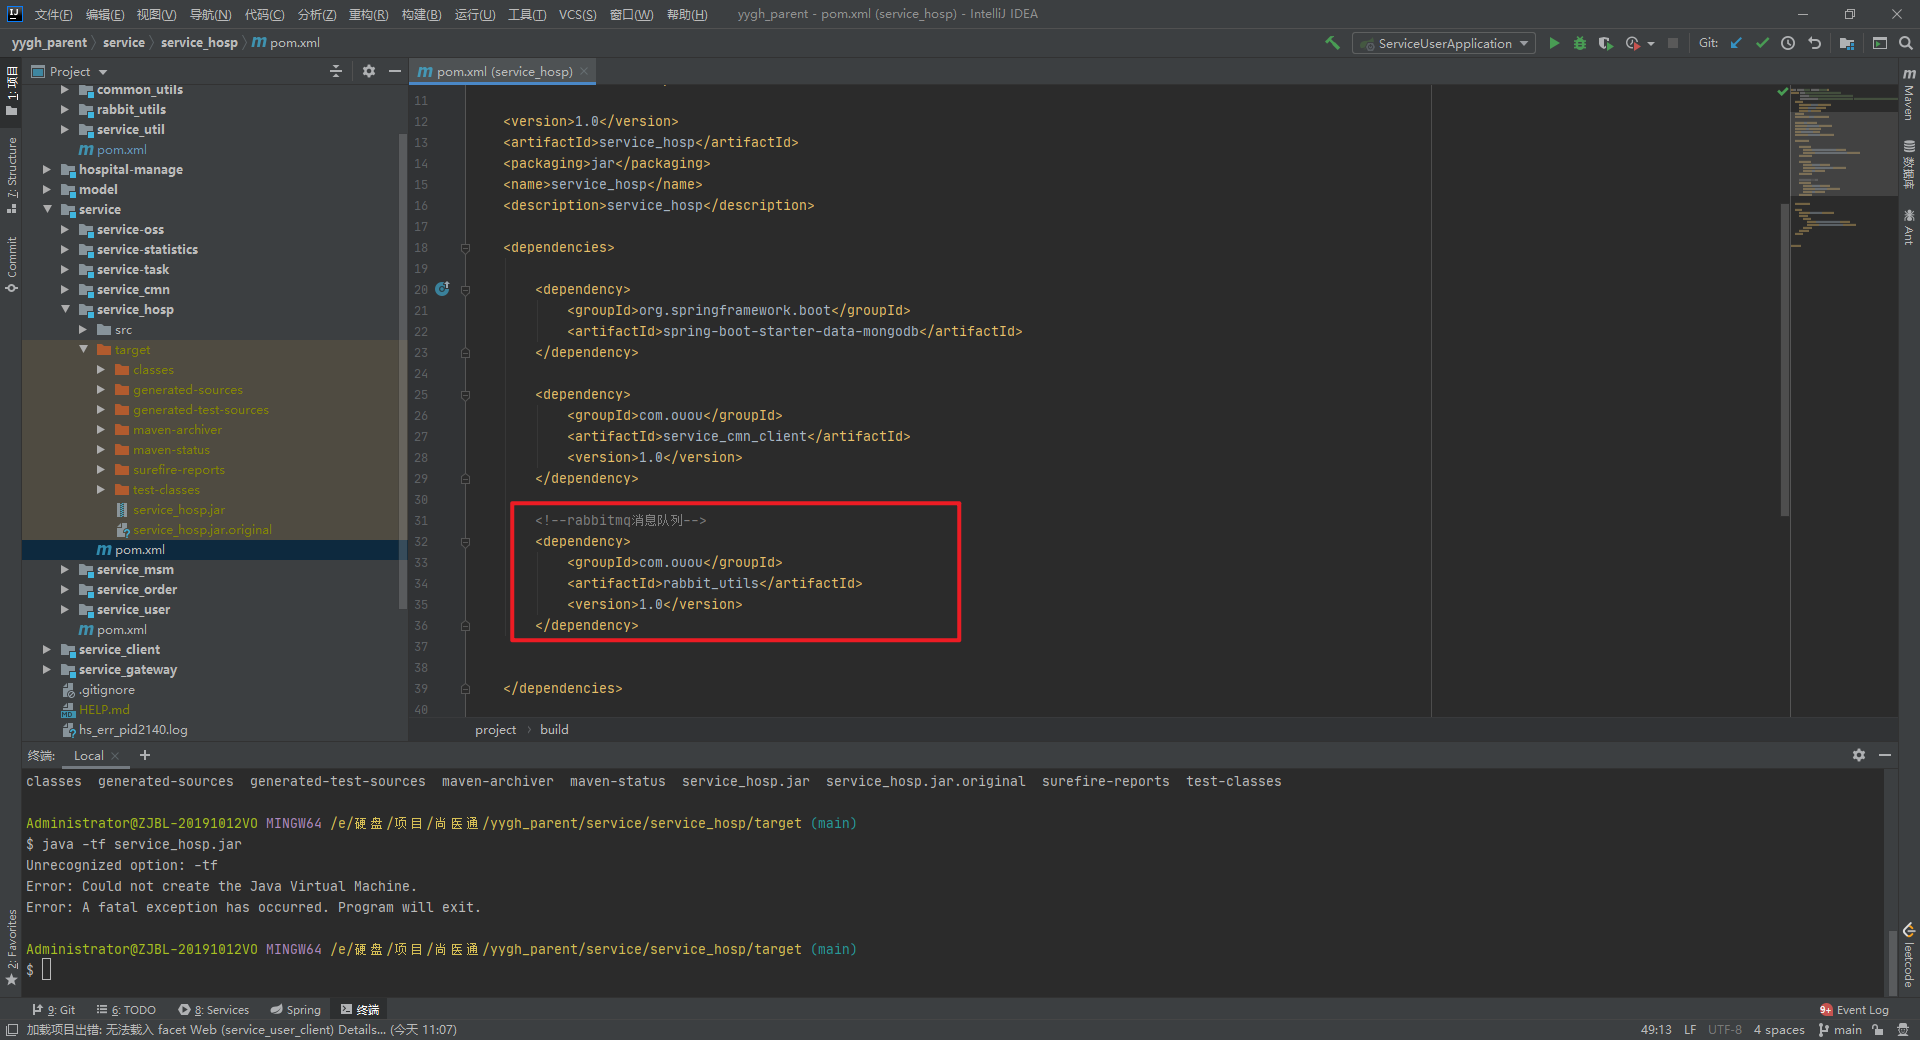 文件(F) 编辑(E) 视图(V) 导航(N) 代码(C) 分析(Z) 重构(R) 构建(B) 运行(U) 工具(T) VCS(S) 窗口(W) 帮助(H) yygh_parent - pom.xml (service_hosp) - IntelliJ IDEA
yygh_parent service service_hosp pom.xml ServiceUserApplication Git:
1: 项目
Project
pom.xml (service_hosp)
common_utils
rabbit_utils
service_util
pom.xml
hospital-manage
model
service
service-oss
service-statistics
service-task
service_cmn
service_hosp
src
target
classes
generated-sources
generated-test-sources
maven-archiver
maven-status
surefire-reports
test-classes
service_hosp.jar
service_hosp.jar.original
pom.xml
service_msm
service_order
service_user
pom.xml
service_client
service_gateway
.gitignore
HELP.md
hs_err_pid2140.log
7: Structure
Commit
2: Favorites
11
12 <version>1.0</version>
13 <artifactId>service_hosp</artifactId>
14 <packaging>jar</packaging>
15 <name>service_hosp</name>
16 <description>service_hosp</description>
17
18 <dependencies>
19
20 <dependency>
21 <groupId>org.springframework.boot</groupId>
22 <artifactId>spring-boot-starter-data-mongodb</artifactId>
23 </dependency>
24
25 <dependency>
26 <groupId>com.ouou</groupId>
27 <artifactId>service_cmn_client</artifactId>
28 <version>1.0</version>
29 </dependency>
30
31 <!--rabbitmq消息队列-->
32 <dependency>
33 <groupId>com.ouou</groupId>
34 <artifactId>rabbit_utils</artifactId>
35 <version>1.0</version>
36 </dependency>
37
38
39 </dependencies>
40
project build
Maven
数据库
Ant
leetcode
终端: Local
classes generated-sources generated-test-sources maven-archiver maven-status service_hosp.jar service_hosp.jar.original surefire-reports test-classes
Administrator@ZJBL-20191012VO MINGW64 /e/硬盘/项目/尚医通/yygh_parent/service/service_hosp/target (main)
$ java -tf service_hosp.jar
Unrecognized option: -tf
Error: Could not create the Java Virtual Machine.
Error: A fatal exception has occurred. Program will exit.
Administrator@ZJBL-20191012VO MINGW64 /e/硬盘/项目/尚医通/yygh_parent/service/service_hosp/target (main)
$
9: Git 6: TODO 8: Services Spring 终端 9+ Event Log
加载项目出错: 无法载入 facet Web (service_user_client) Details... (今天 11:07) 49:13 LF UTF-8 4 spaces main